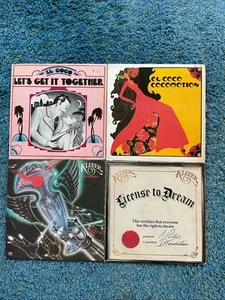 EL COCO
LET'S GET IT TOGETHER
EL COCO
COCOMOTION
KLEEER
KLEEER
License to Dream
This certifies that everyone
has the right to dream